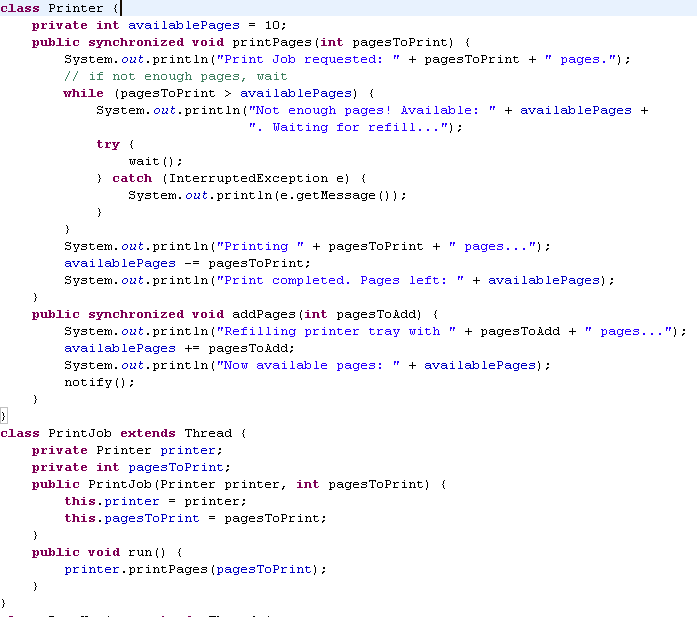 class Printer {
    private int availablePages = 10;
    public synchronized void printPages(int pagesToPrint) {
        System.out.println("Print Job requested: " + pagesToPrint + " pages.");
        // if not enough pages, wait
        while (pagesToPrint > availablePages) {
            System.out.println("Not enough pages! Available: " + availablePages +
                               ". Waiting for refill...");
            try {
                wait();
            } catch (InterruptedException e) {
                System.out.println(e.getMessage());
            }
        }
        System.out.println("Printing " + pagesToPrint + " pages...");
        availablePages -= pagesToPrint;
        System.out.println("Print completed. Pages left: " + availablePages);
    }
    public synchronized void addPages(int pagesToAdd) {
        System.out.println("Refilling printer tray with " + pagesToAdd + " pages...");
        availablePages += pagesToAdd;
        System.out.println("Now available pages: " + availablePages);
        notify();
    }
}
class PrintJob extends Thread {
    private Printer printer;
    private int pagesToPrint;
    public PrintJob(Printer printer, int pagesToPrint) {
        this.printer = printer;
        this.pagesToPrint = pagesToPrint;
    }
    public void run() {
        printer.printPages(pagesToPrint);
    }
}